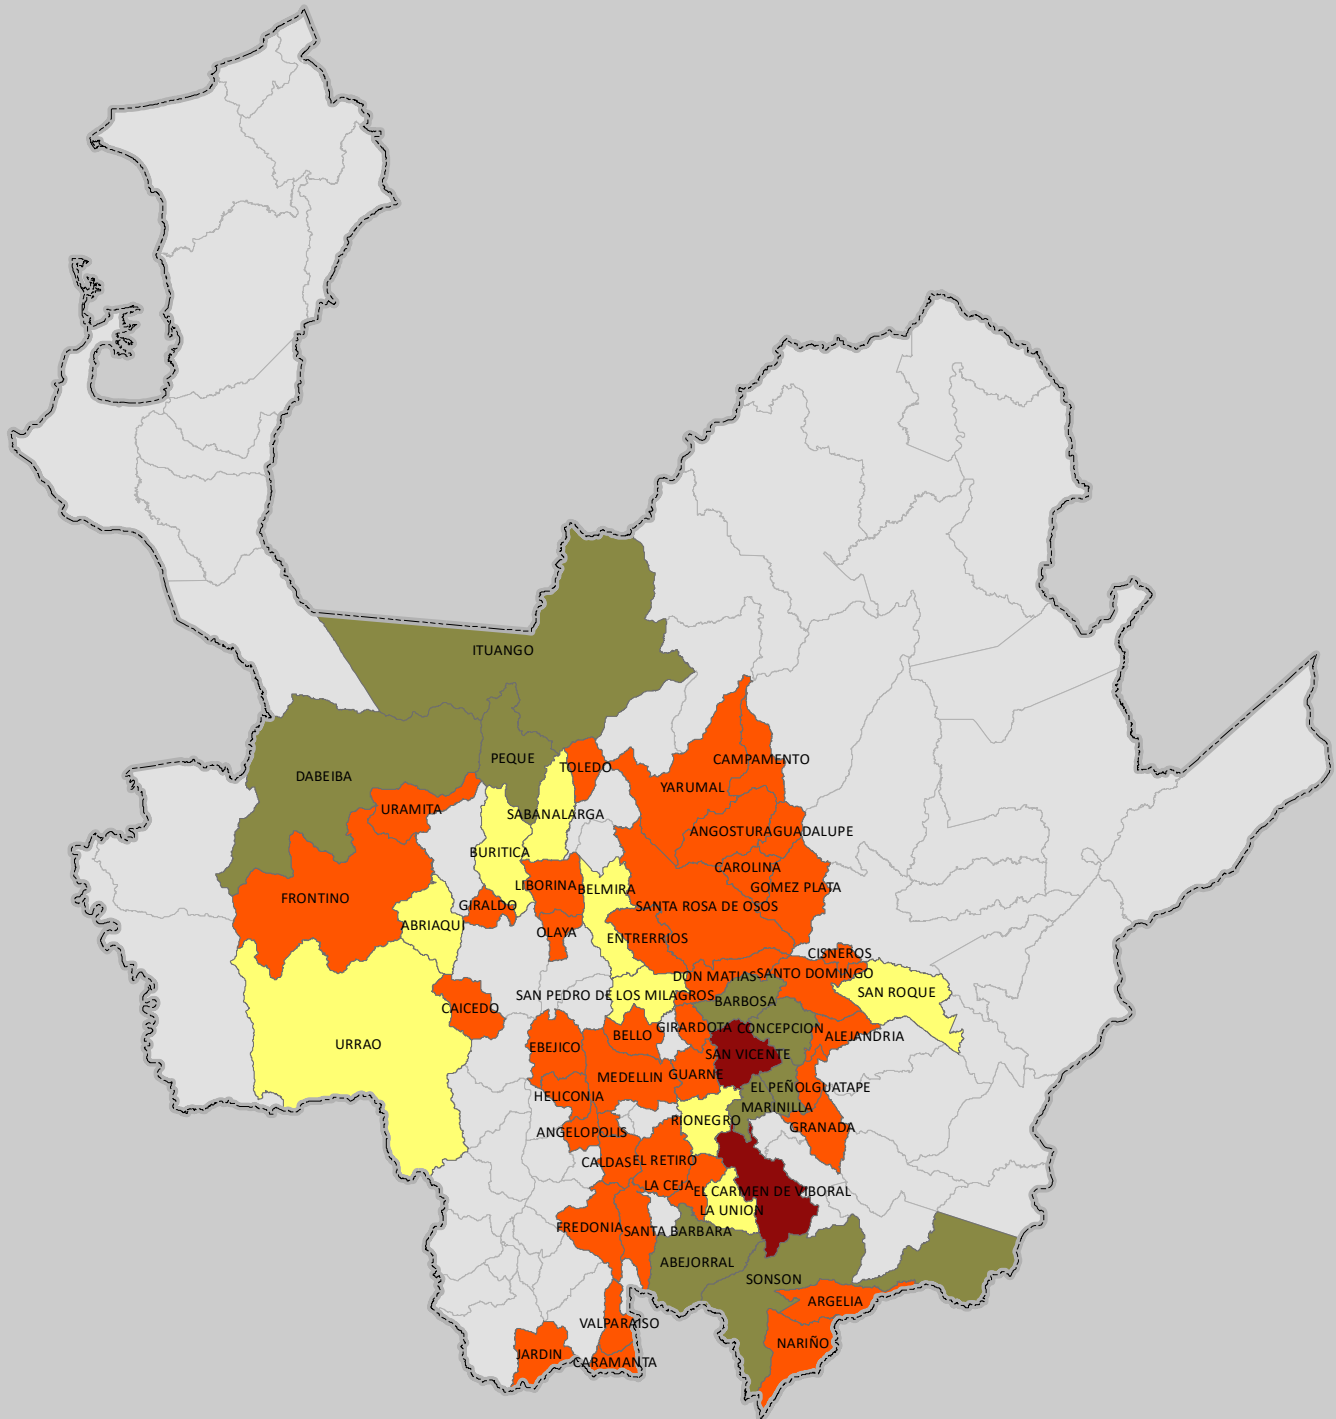 ITUANGO
PEQUE
DABEIBA
TOLEDO
CAMPAMENTO
YARUMAL
URAMITA
SABANALARGA
ANGOSTURA
GUADALUPE
BURITICA
CAROLINA
LIBORINA
BELMIRA
GOMEZ PLATA
FRONTINO
GIRALDO
SANTA ROSA DE OSOS
ABRIAQUI
OLAYA
ENTRERRIOS
CISNEROS
DON MATIAS
SANTO DOMINGO
SAN ROQUE
SAN PEDRO DE LOS MILAGROS
BARBOSA
CAICEDO
GIRARDOTA
CONCEPCION
BELLO
ALEJANDRIA
URRAO
EBEJICO
SAN VICENTE
MEDELLIN
GUARNE
EL PEÑOL
GUATAPE
HELICONIA
MARINILLA
RIONEGRO
GRANADA
ANGELOPOLIS
CALDAS
EL RETIRO
LA CEJA
EL CARMEN DE VIBORAL
LA UNION
FREDONIA
SANTA BARBARA
ABEJORRAL
SONSON
ARGELIA
VALPARAISO
NARIÑO
JARDIN
CARAMANTA